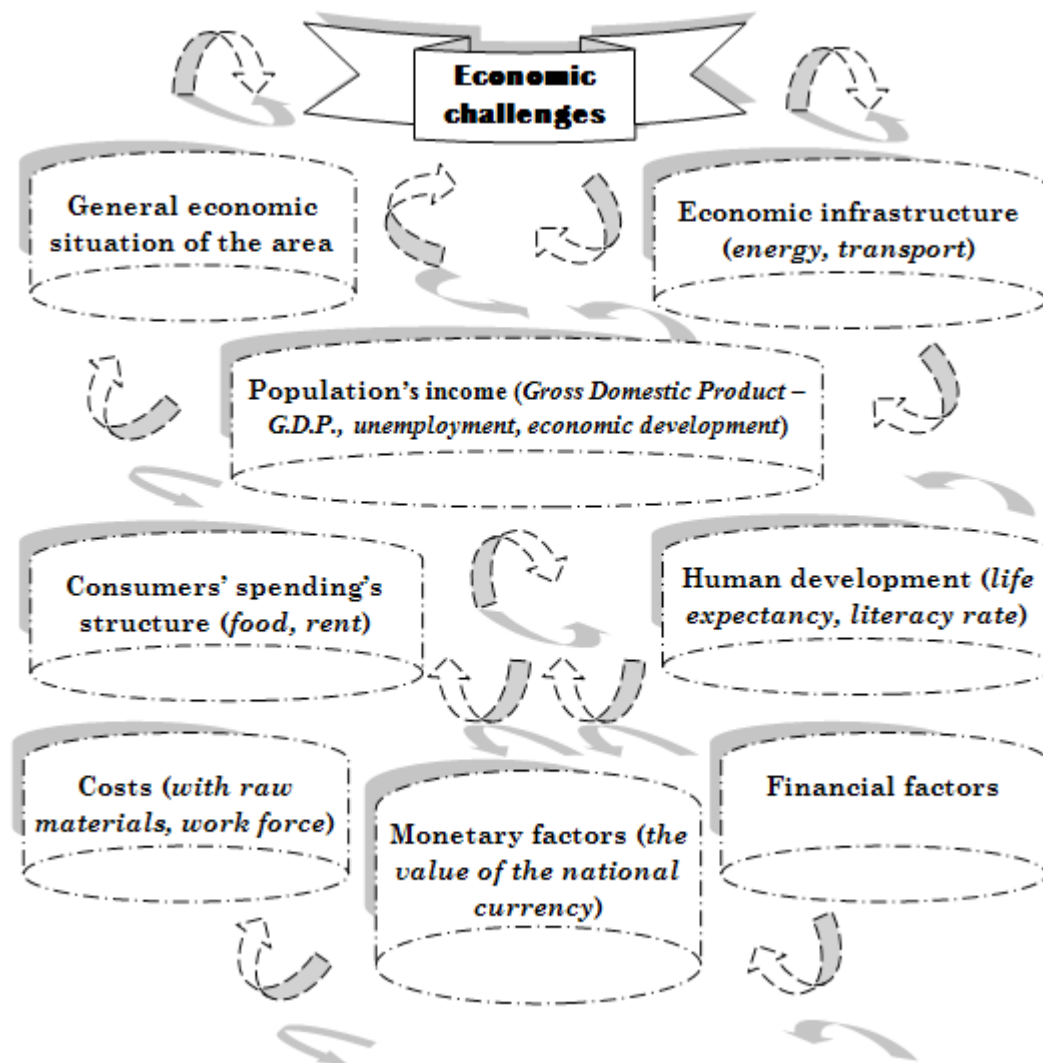 Economic
challenges
General economic
situation of the area
Economic infrastructure
(energy, transport)
Population's income (Gross Domestic Product –
G.D.P., unemployment, economic development)
Consumers' spending's
structure (food, rent)
Human development (life
expectancy, literacy rate)
Costs (with raw
materials, work force)
Monetary factors (the
value of the national
currency)
Financial factors